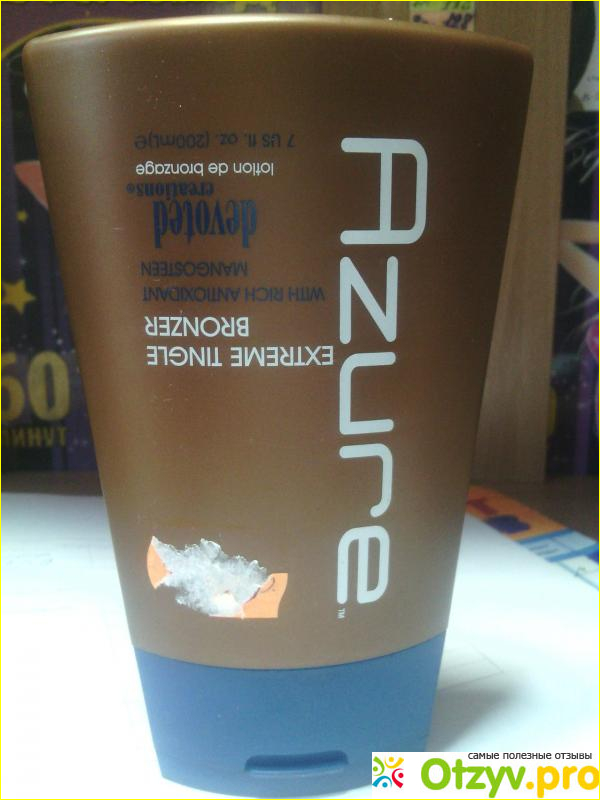 Azure™
EXTREME TINGLE
BRONZER
WITH RICH ANTIOXIDANT
MANGOSTEEN
devoted
creations®
lotion de bronzage
7 US fl. oz. (200mL)e
60
самые полезные отзывы
Otzyv.pro